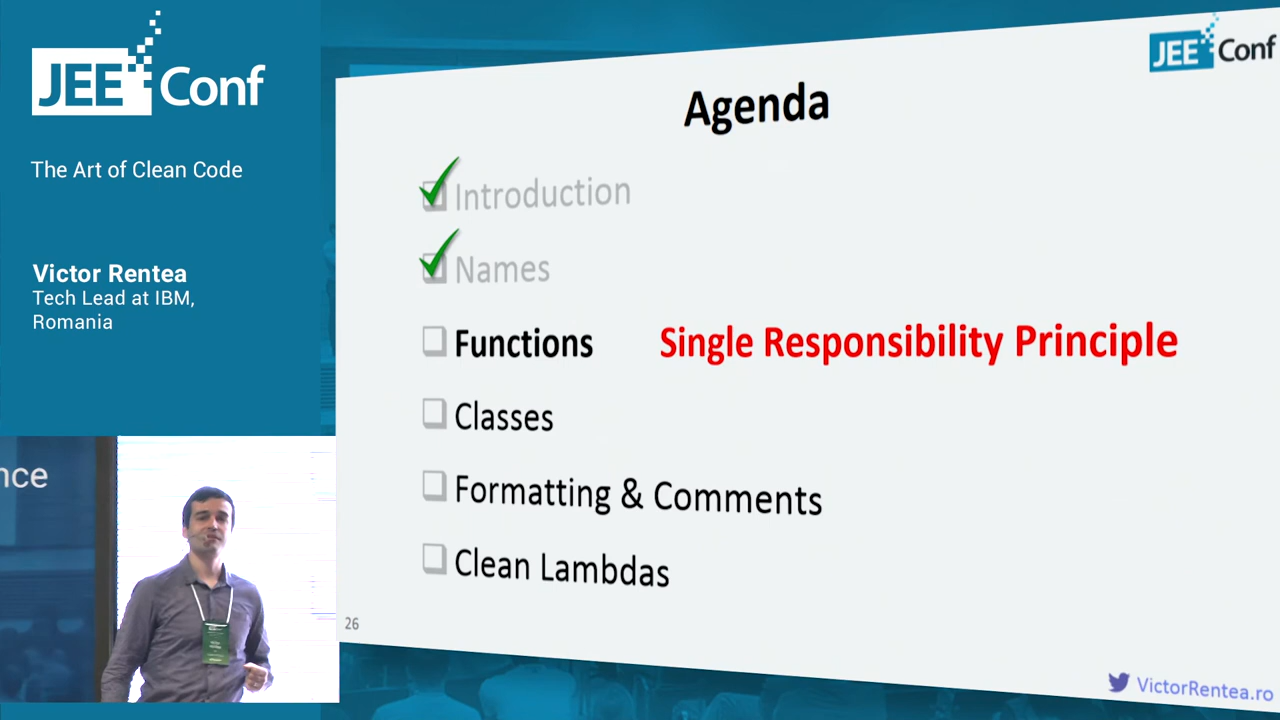 JEE Conf
The Art of Clean Code
Victor Rentea
Tech Lead at IBM,
Romania
nce
JEE Conf
Agenda
Introduction
Names
Functions Single Responsibility Principle
Classes
Formatting & Comments
Clean Lambdas
26
VictorRentea.ro